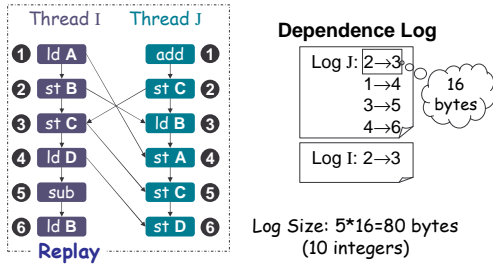 Thread I Thread J
Dependence Log
1 ld A add 1
2 st B st C 2
3 st C ld B 3
4 ld D st A 4
5 sub st C 5
6 ld B st D 6
Replay
Log J: 2→3
1→4
3→5
4→6
16
bytes
Log I: 2→3
Log Size: 5*16=80 bytes
(10 integers)